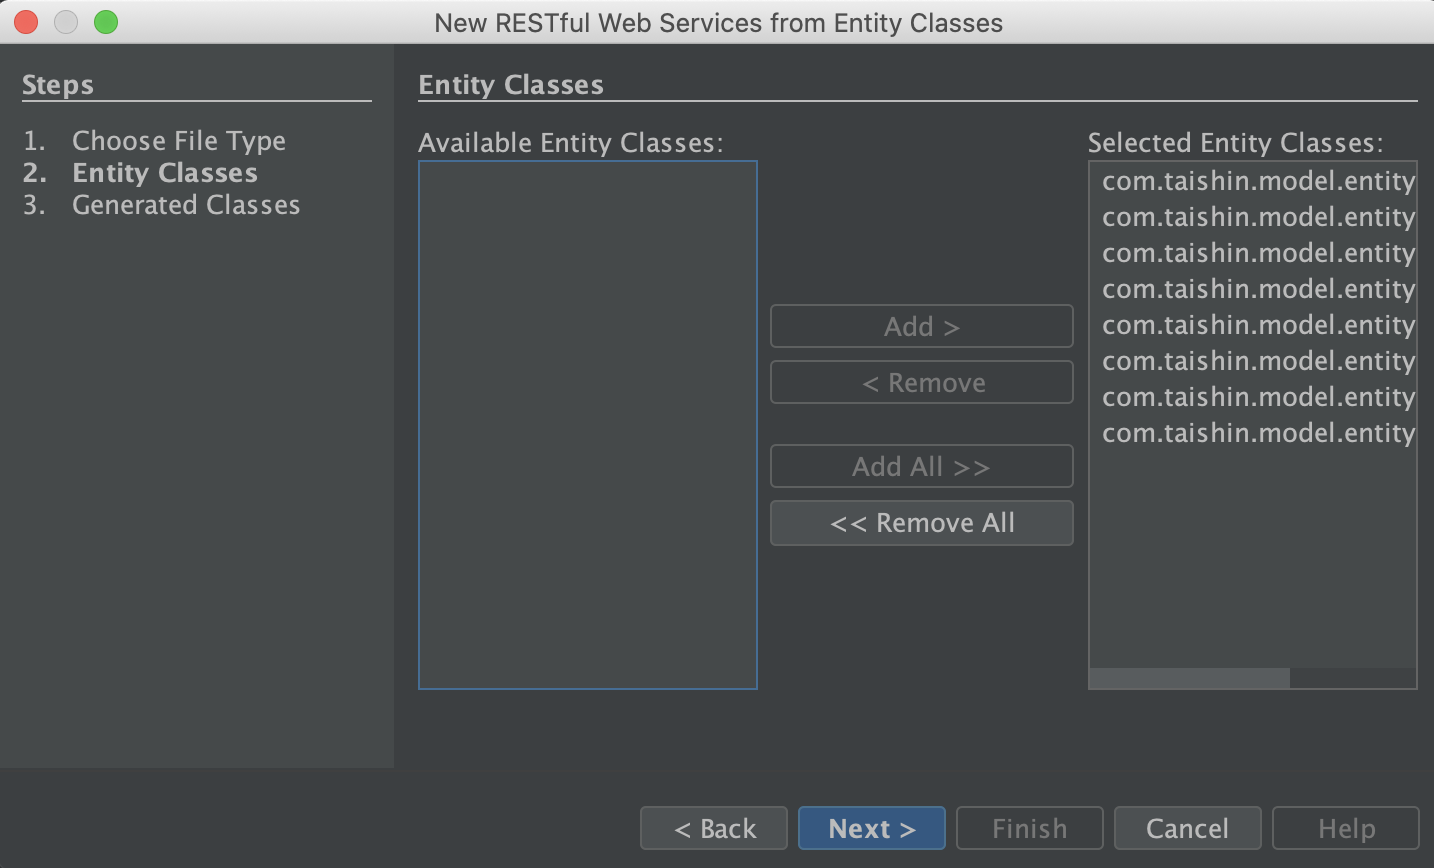 New RESTful Web Services from Entity Classes
Steps
1. Choose File Type
2. Entity Classes
3. Generated Classes
Entity Classes
Available Entity Classes:
Add >
< Remove
Add All >>
<< Remove All
Selected Entity Classes:
com.taishin.model.entity
com.taishin.model.entity
com.taishin.model.entity
com.taishin.model.entity
com.taishin.model.entity
com.taishin.model.entity
com.taishin.model.entity
com.taishin.model.entity
< Back
Next >
Finish
Cancel
Help